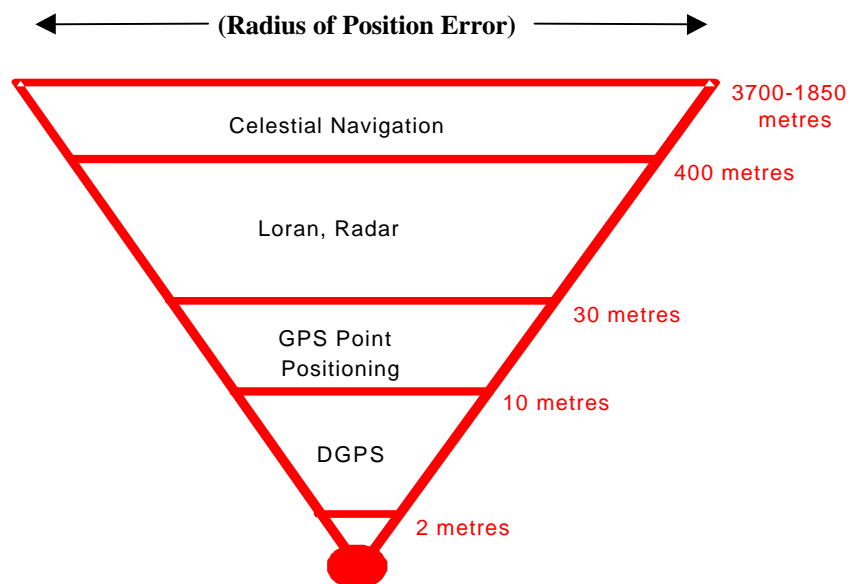 (Radius of Position Error)
3700-1850
metres
Celestial Navigation
400 metres
Loran, Radar
30 metres
GPS Point
Positioning
10 metres
DGPS
2 metres